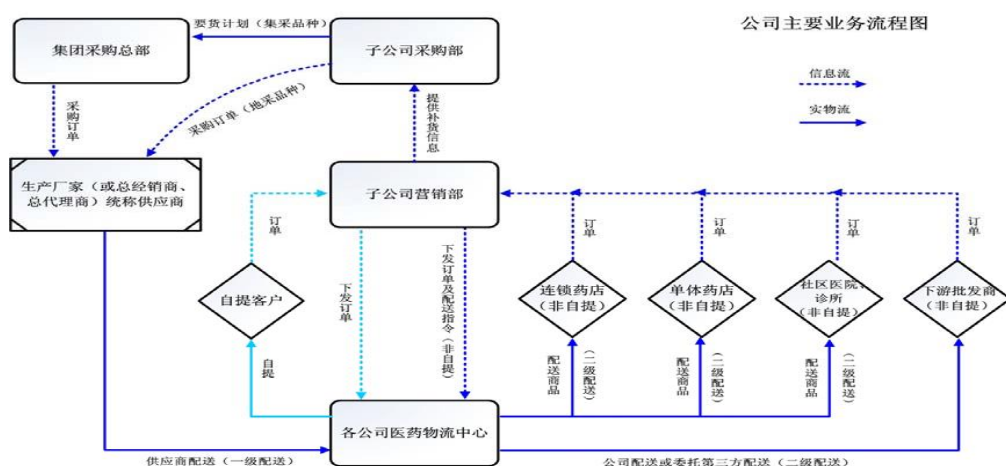 公司主要业务流程图
要货计划（集采品种）
集团采购总部
子公司采购部
信息流
实物流
采购订单
采购订单（地采品种）
提供补货信息
生产厂家（或总经销商、
总代理商）统称供应商
子公司营销部
订单
订单
订单
订单
订单
自提客户
下发订单
下发订单及配送指令（非自提）
连锁药店
（非自提）
单体药店
（非自提）
社区医院、
诊所
（非自提）
下游批发商
（非自提）
自提
配送商品
（二级配送）
配送商品
（二级配送）
配送商品
（二级配送）
各公司医药物流中心
供应商配送（一级配送）
公司配送或委托第三方配送（二级配送）